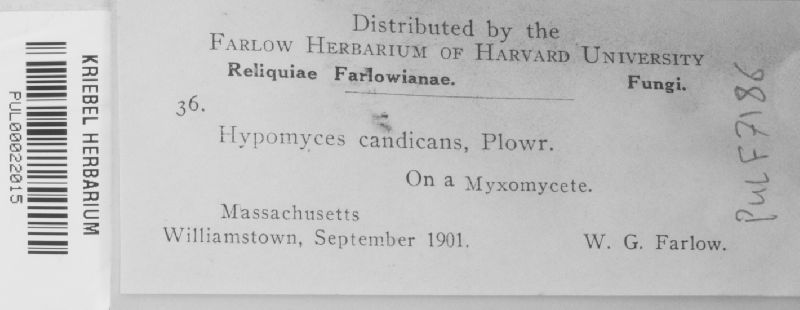 Distributed by the
FARLOW HERBARIUM OF HARVARD UNIVERSITY
Reliquiae Farlowianae. Fungi.
36.
Hypomyces candicans, Plowr.
On a Myxomycete.
Massachusetts
Williamstown, September 1901. W. G. Farlow.
KRIEBEL HERBARIUM
PUL00022015
PUL F7186